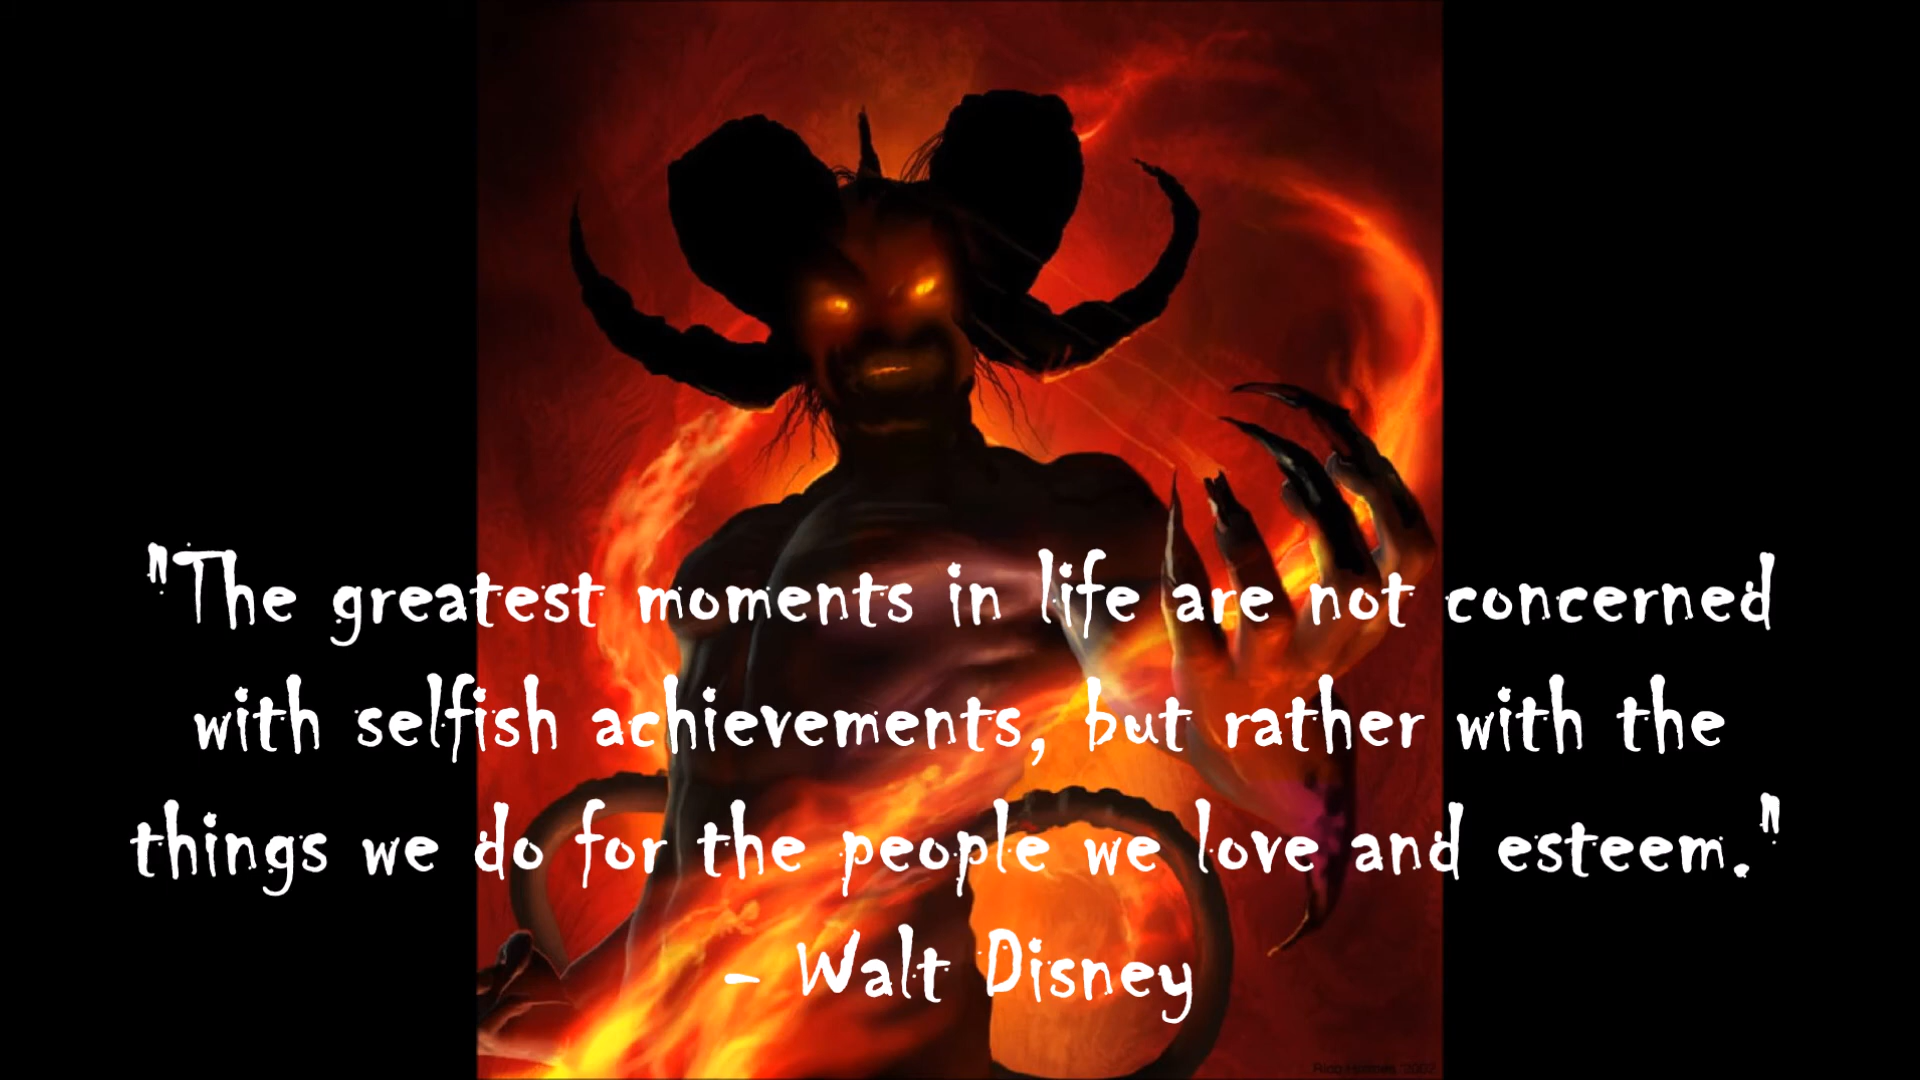 "The greatest moments in life are not concerned
with selfish achievements, but rather with the
things we do for the people we love and esteem."
- Walt Disney